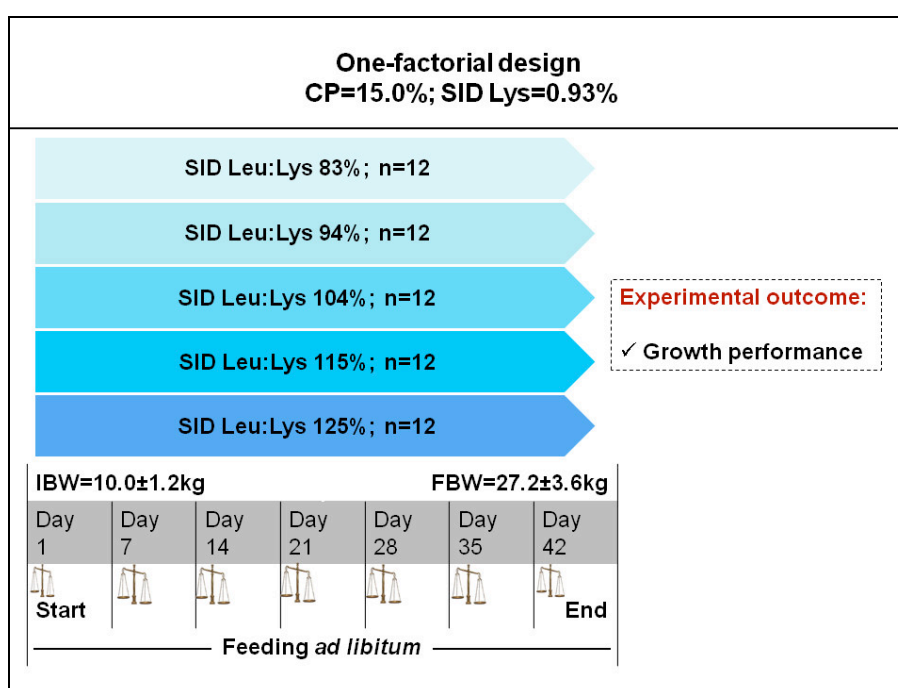 One-factorial design
CP=15.0%; SID Lys=0.93%
SID Leu:Lys 83%; n=12
SID Leu:Lys 94%; n=12
SID Leu:Lys 104%; n=12
SID Leu:Lys 115%; n=12
SID Leu:Lys 125%; n=12
Experimental outcome:
✓ Growth performance
IBW=10.0±1.2kg FBW=27.2±3.6kg
Day Day Day Day Day Day Day
1 7 14 21 28 35 42
Start End
Feeding ad libitum